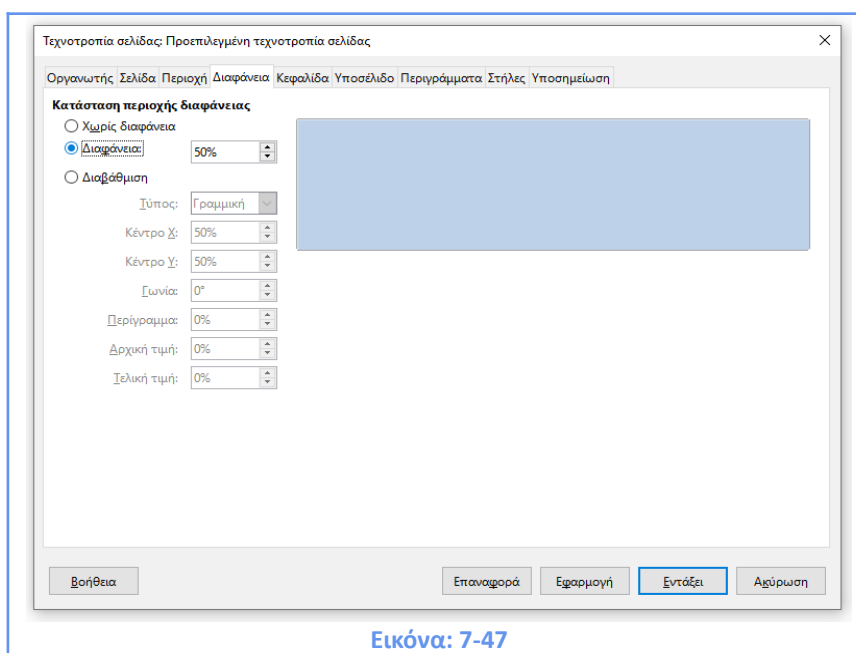 Τεχνοτροπία σελίδας: Προεπιλεγμένη τεχνοτροπία σελίδας
Οργανωτής Σελίδα Περιοχή Διαφάνεια Κεφαλίδα Υποσέλιδο Περιγράμματα Στήλες Υποσημείωση
Κατάσταση περιοχής διαφάνειας
Χωρίς διαφάνεια
Διαφάνεια: 50%
Διαβάθμιση
Τύπος: Γραμμική
Κέντρο X: 50%
Κέντρο Y: 50%
Γωνία: 0°
Περίγραμμα: 0%
Αρχική τιμή: 0%
Τελική τιμή: 0%
Βοήθεια Επαναφορά Εφαρμογή Εντάξει Ακύρωση
Εικόνα: 7-47